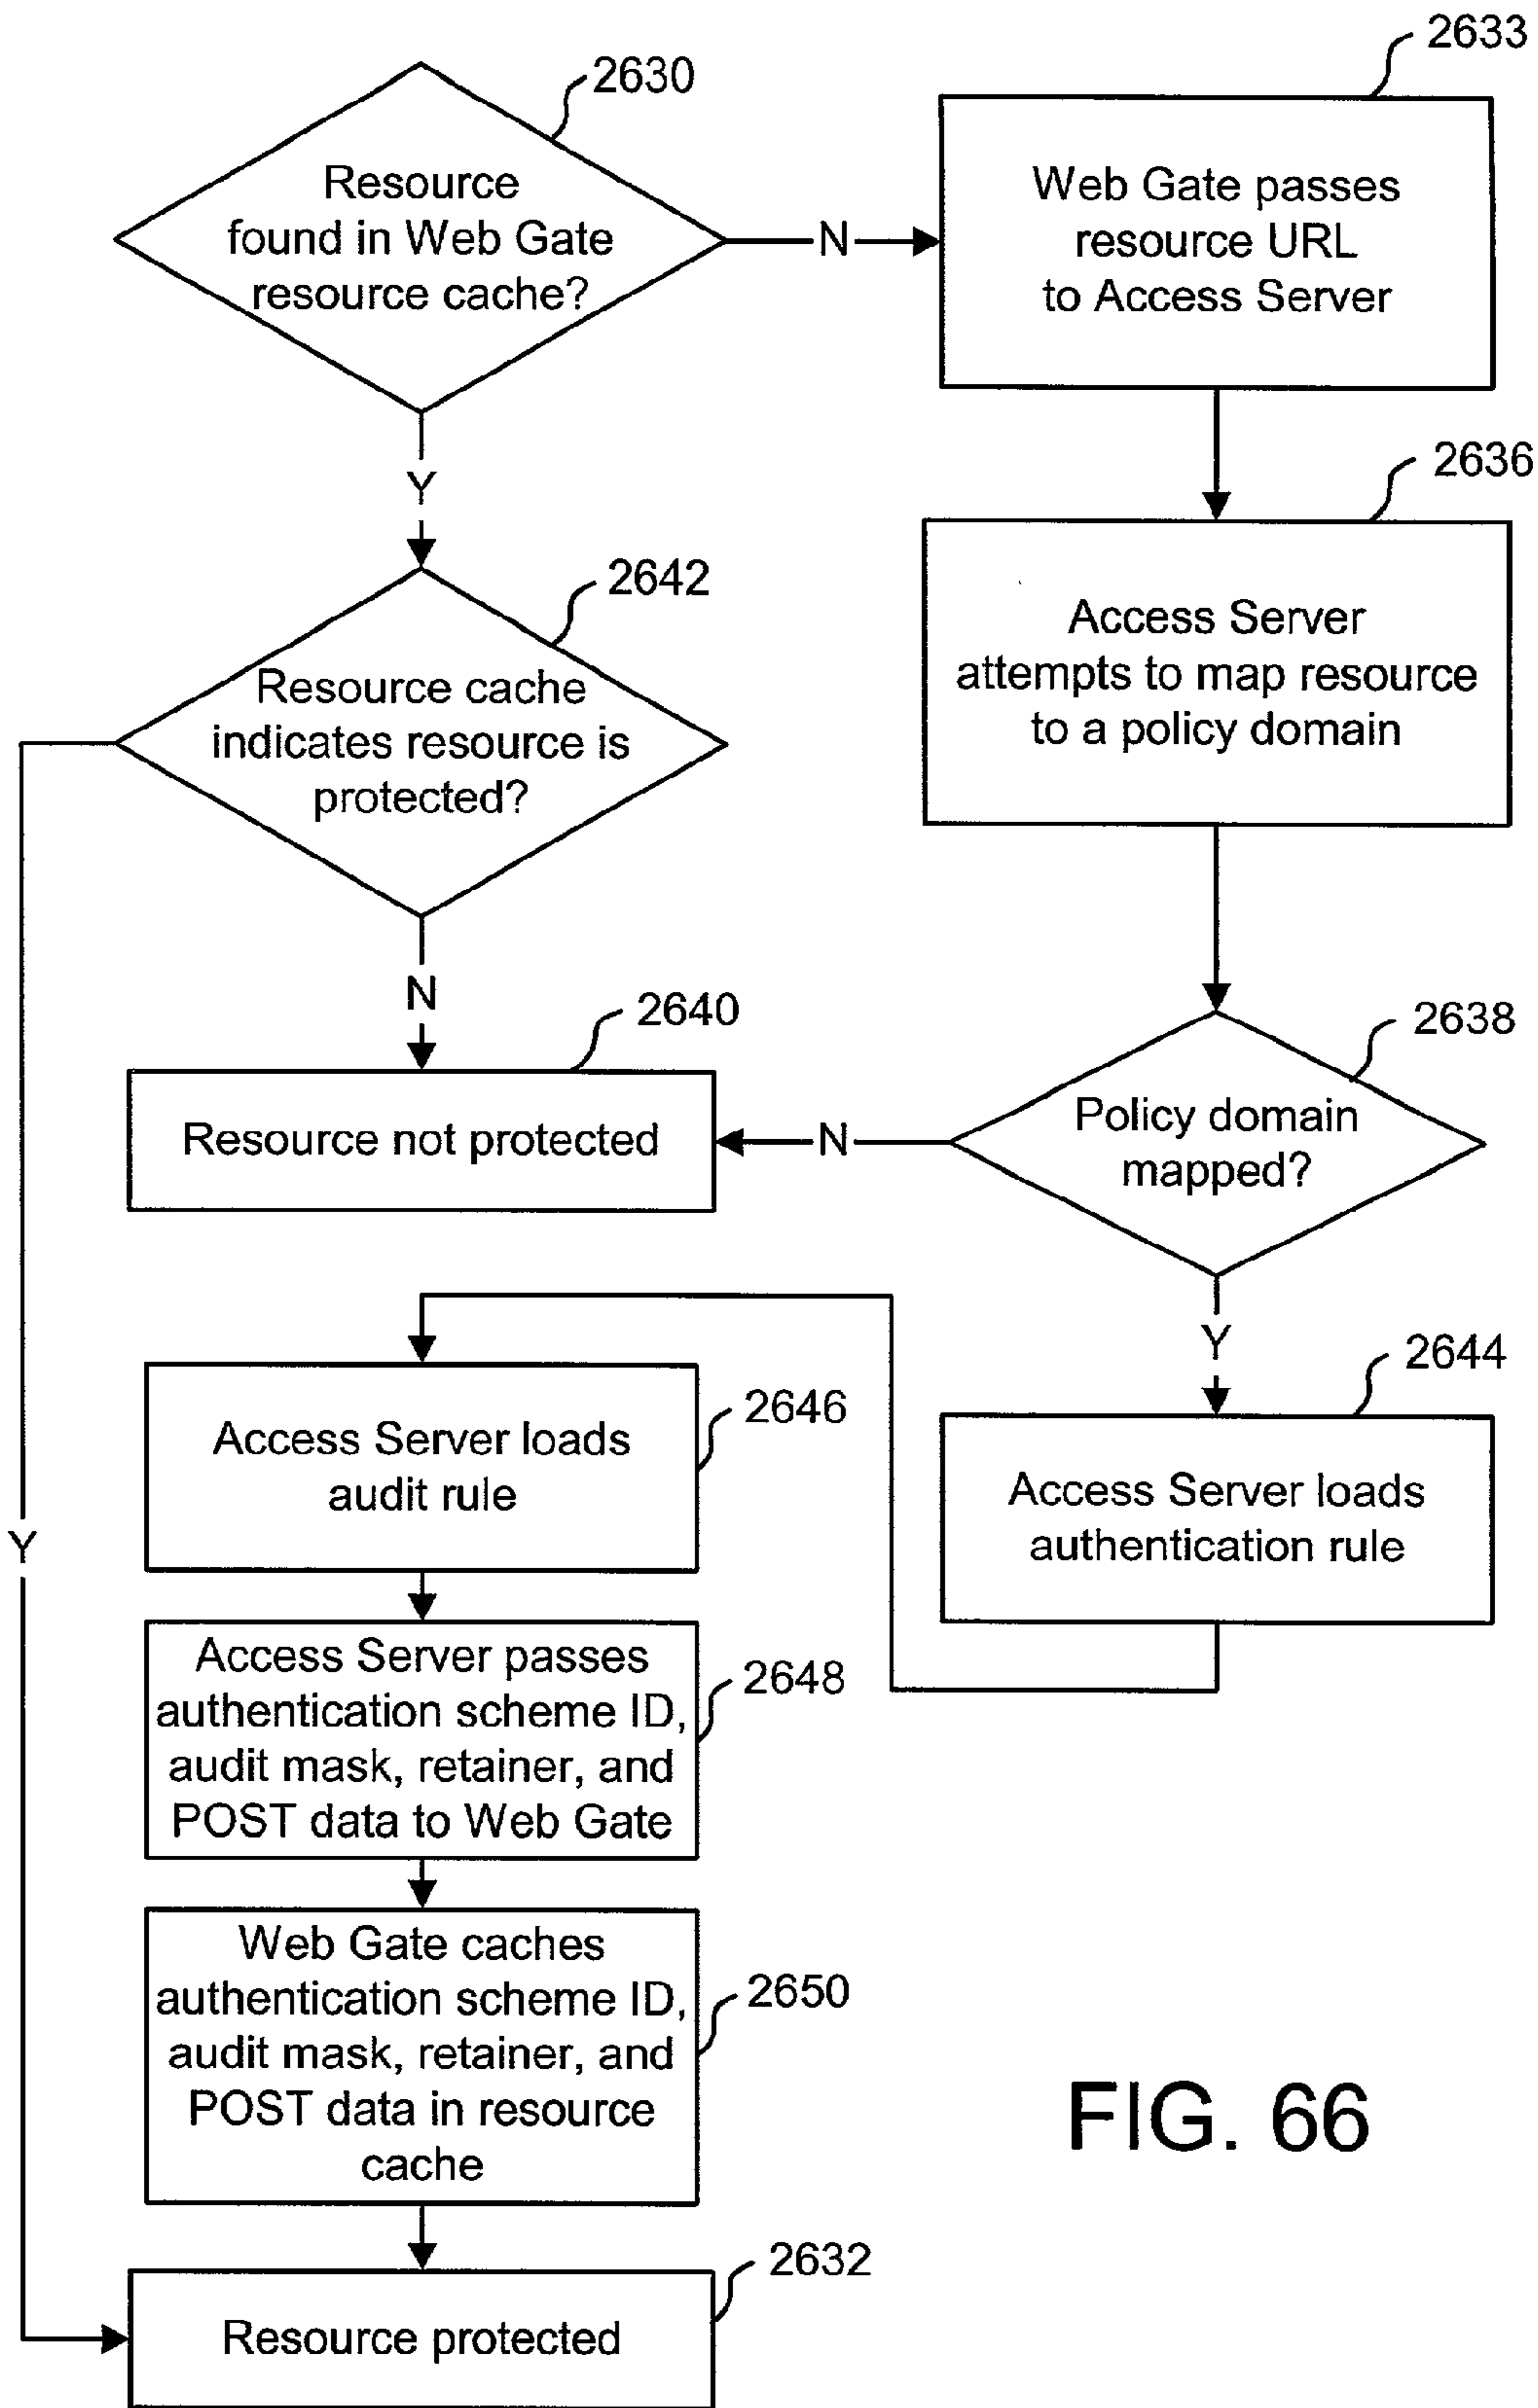 2630
Resource
found in Web Gate
resource cache?
N
2633
Web Gate passes
resource URL
to Access Server
Y
2636
Access Server
attempts to map resource
to a policy domain
2642
Resource cache
indicates resource is
protected?
N
2640
Resource not protected
2638
Policy domain
mapped?
N
Y
2644
Access Server loads
authentication rule
2646
Access Server loads
audit rule
Y
2648
Access Server passes
authentication scheme ID,
audit mask, retainer, and
POST data to Web Gate
2650
Web Gate caches
authentication scheme ID,
audit mask, retainer, and
POST data in resource
cache
2632
Resource protected
FIG. 66